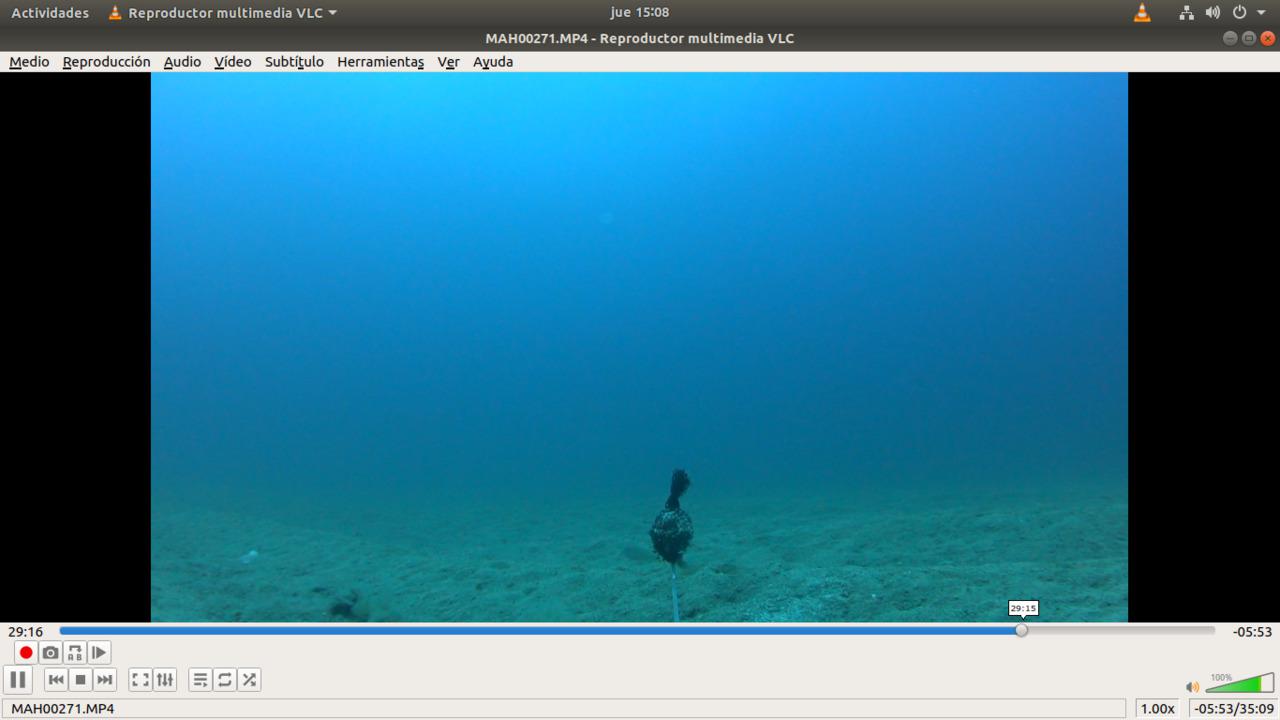 Actividades Reproductor multimedia VLC jue 15:08
MAH00271.MP4 - Reproductor multimedia VLC
Medio Reproducción Audio Vídeo Subtítulo Herramientas Ver Ayuda
29:15
29:16 -05:53
A B
100%
MAH00271.MP4 1.00x -05:53/35:09